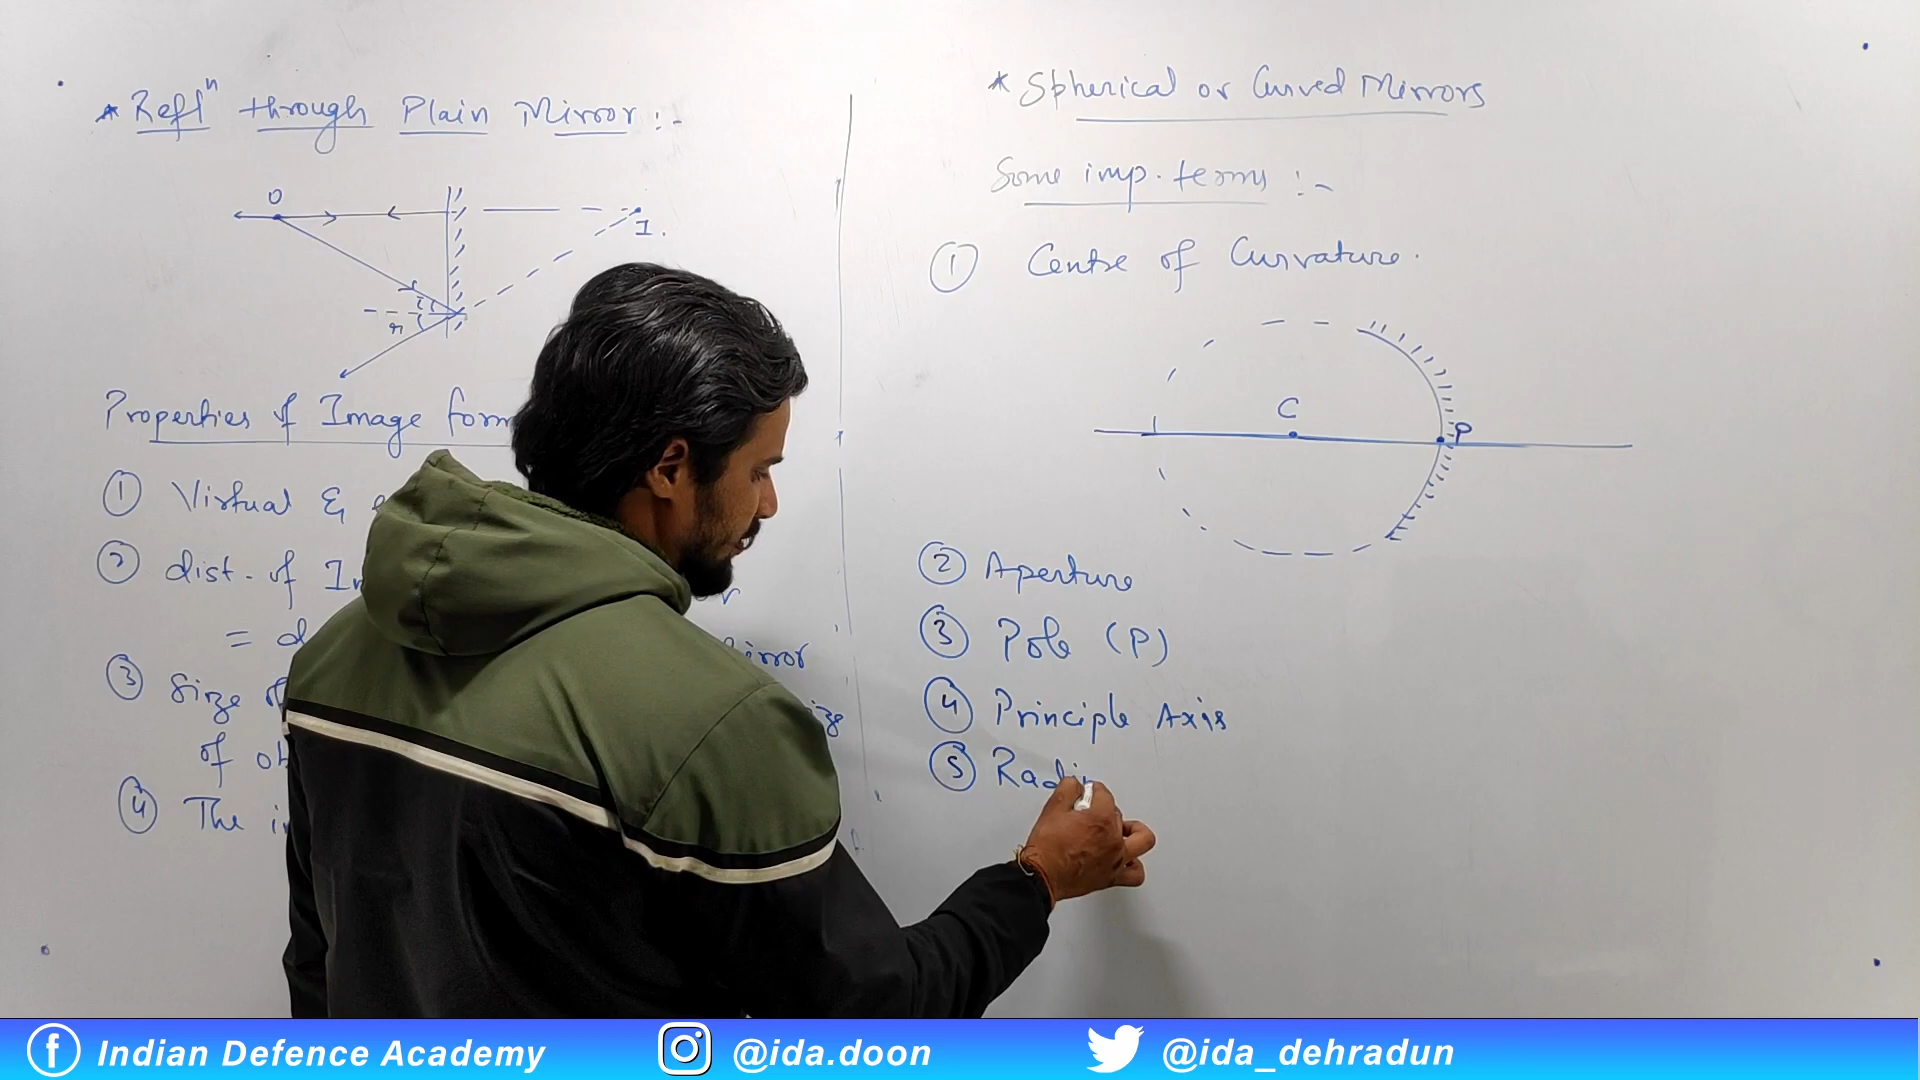 * Reflⁿ through Plain Mirror :-
O
I.
i
r
Properties of Image form
① Virtual &
② dist. of
=
irror
③ Size
of
④ The
* Spherical or Curved Mirrors
Some imp. terms :-
① Centre of Curvature.
C
P
② Aperture
③ Pole (P)
④ Principle Axis
⑤ Radi
Indian Defence Academy
@ida.doon
@ida_dehradun